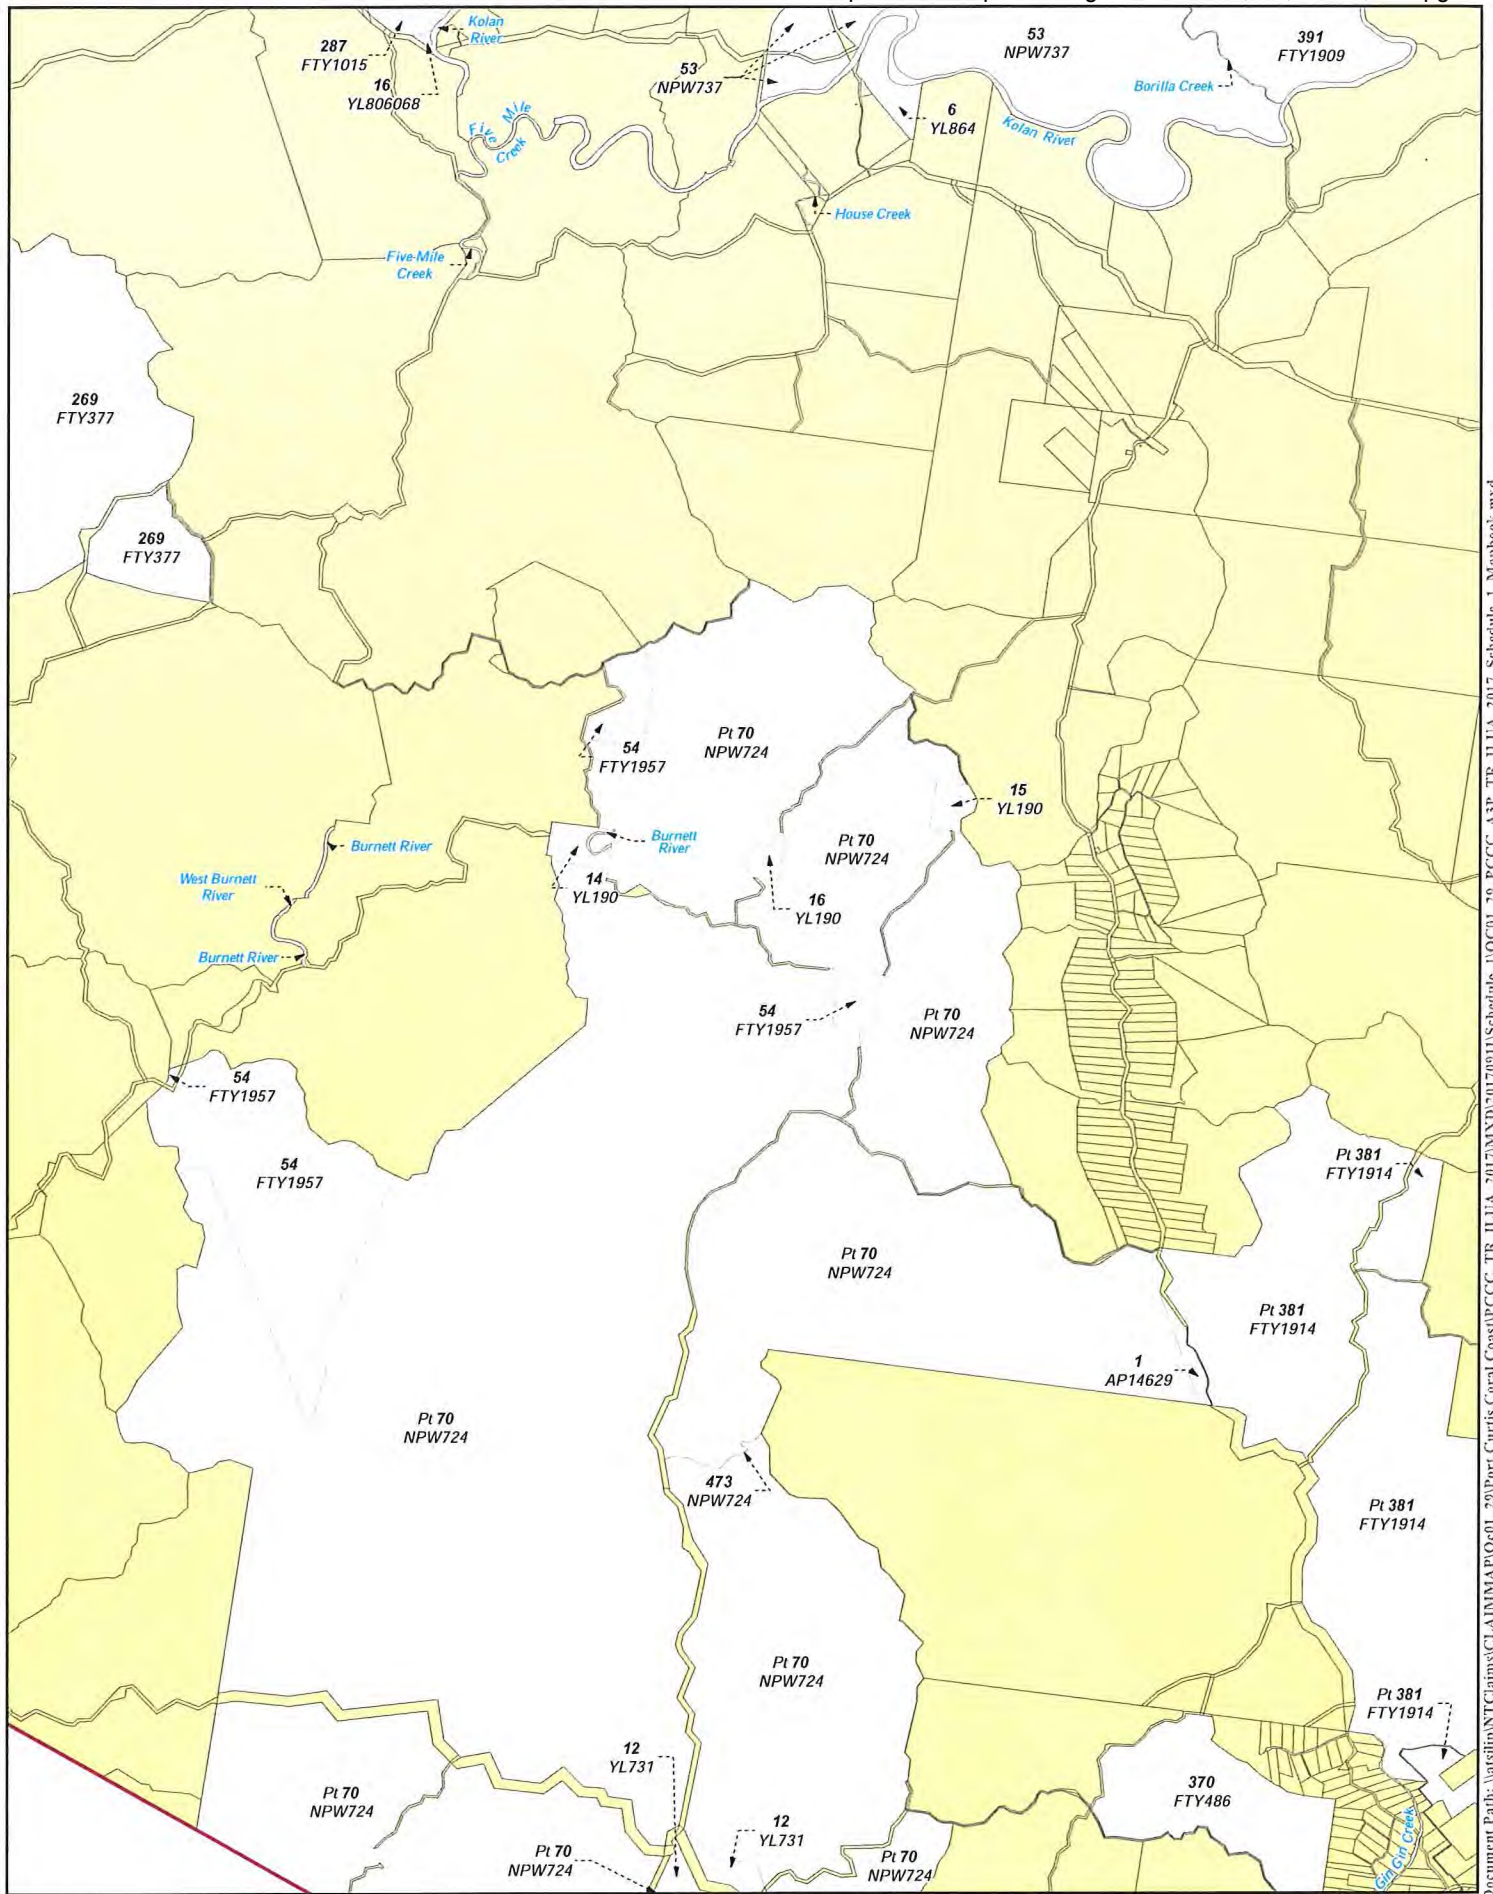 Kolan
River
287
FTY1015
16
YL806068
Five Mile
Creek
53
NPW737
53
NPW737
391
FTY1909
Borilla Creek
6
YL864
Kolan River
House Creek
Five-Mile
Creek
269
FTY377
269
FTY377
Pt 70
NPW724
54
FTY1957
15
YL190
Burnett River
Burnett
River
Pt 70
NPW724
West Burnett
River
14
YL190
16
YL190
Burnett River
54
FTY1957
Pt 70
NPW724
54
FTY1957
54
FTY1957
Pt 381
FTY1914
Pt 70
NPW724
Pt 381
FTY1914
1
AP14629
Pt 70
NPW724
473
NPW724
Pt 381
FTY1914
Pt 70
NPW724
Pt 381
FTY1914
12
YL731
Pt 70
NPW724
370
FTY486
12
YL731
Pt 70
NPW724
Pt 70
NPW724
Gin Gin Creek